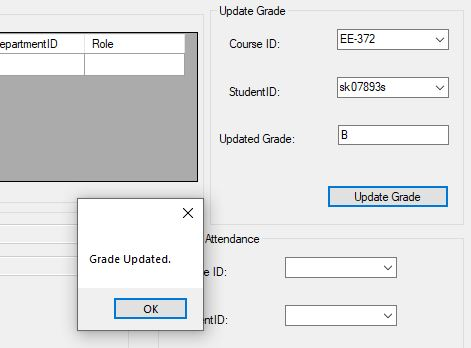 Update Grade
epartmentID Role
Course ID: EE-372
StudentID: sk07893s
Updated Grade: B
Update Grade
Grade Updated.
OK
Attendance
e ID:
ntID: